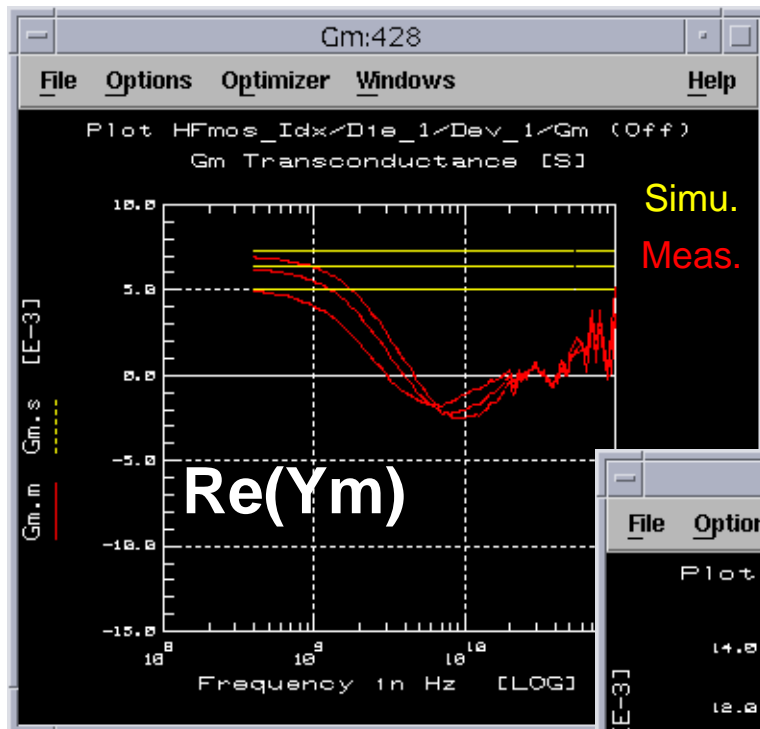 Gm:428
File Options Optimizer Windows Help
Plot HFmos_Idx/Die_1/Dev_1/Gm (Off)
Gm Transconductance [S]
Simu.
Meas.
10.0
5.0
0.0
-5.0
-10.0
-15.0
Gm.m Gm.s [E-3]
Re(Ym)
10^8 10^9 10^10
Frequency in Hz [LOG]
File Option
Plot
14.0
12.0
E-3]